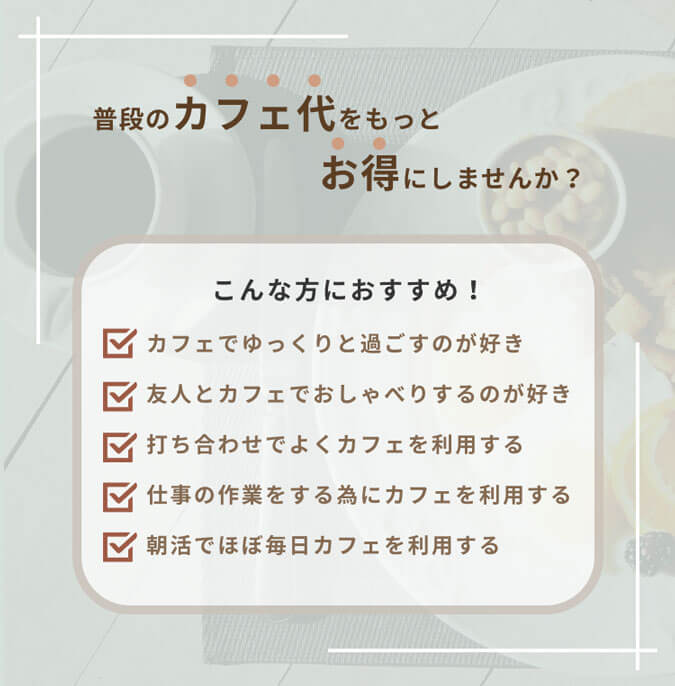 普段のカフェ代をもっと
お得にしませんか？
こんな方におすすめ！
カフェでゆっくりと過ごすのが好き
友人とカフェでおしゃべりするのが好き
打ち合わせでよくカフェを利用する
仕事の作業をする為にカフェを利用する
朝活でほぼ毎日カフェを利用する